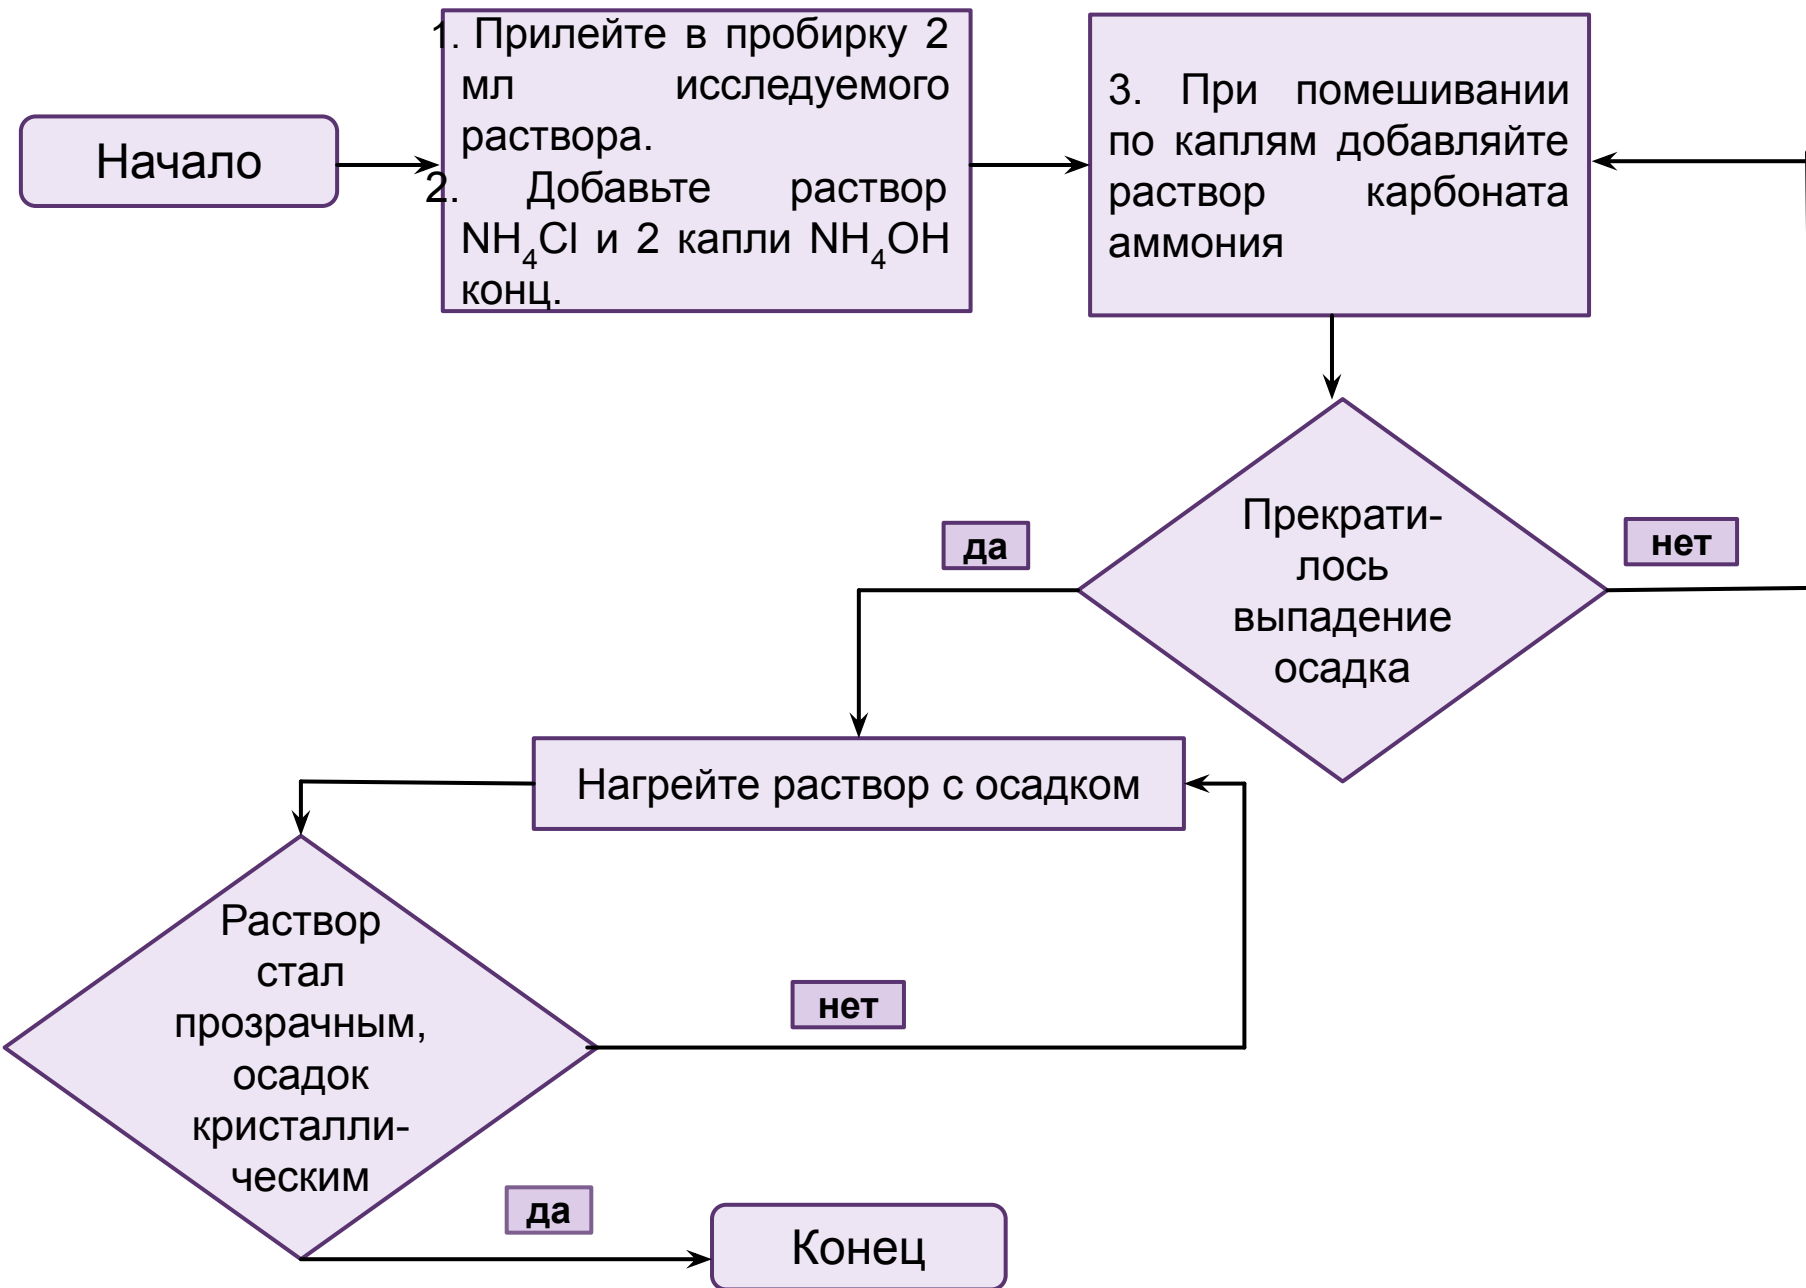 Начало
1. Прилейте в пробирку 2
мл исследуемого
раствора.
2. Добавьте раствор
NH₄Cl и 2 капли NH₄OH
конц.
3. При помешивании
по каплям добавляйте
раствор карбоната
аммония
Прекрати-
лось
выпадение
осадка
да
нет
Нагрейте раствор с осадком
Раствор
стал
прозрачным,
осадок
кристалли-
ческим
нет
да
Конец